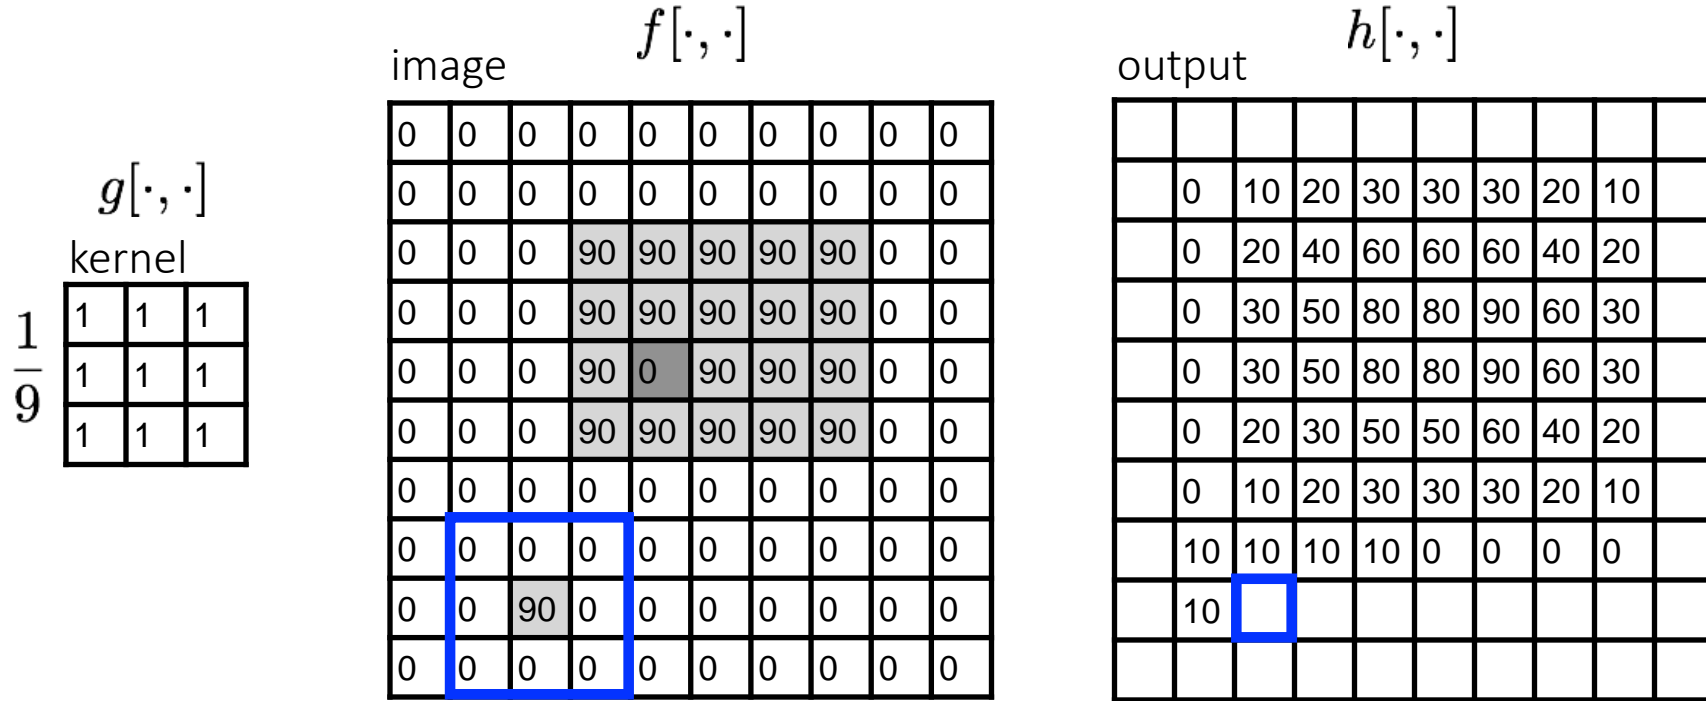 f[·,·]
h[·,·]
image
output
g[·,·]
kernel
1/9
1 1 1
1 1 1
1 1 1
0 0 0 0 0 0 0 0 0 0
0 0 0 0 0 0 0 0 0 0
0 0 0 90 90 90 90 90 0 0
0 0 0 90 90 90 90 90 0 0
0 0 0 90 0 90 90 90 0 0
0 0 0 90 90 90 90 90 0 0
0 0 0 0 0 0 0 0 0 0
0 0 0 0 0 0 0 0 0 0
0 0 90 0 0 0 0 0 0 0
0 0 0 0 0 0 0 0 0 0
0 10 20 30 30 30 20 10
0 20 40 60 60 60 40 20
0 30 50 80 80 90 60 30
0 30 50 80 80 90 60 30
0 20 30 50 50 60 40 20
0 10 20 30 30 30 20 10
10 10 10 10 0 0 0 0
10